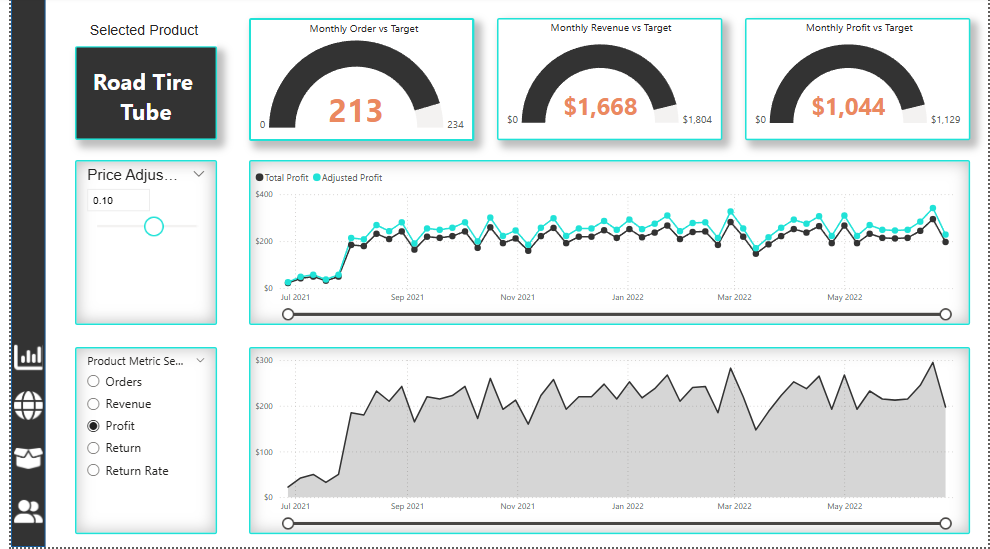 Selected Product
Road Tire
Tube
Monthly Order vs Target
213
0
234
Monthly Revenue vs Target
$1,668
$0
$1,804
Monthly Profit vs Target
$1,044
$0
$1,129
Price Adjus...
0.10
Total Profit Adjusted Profit
$400
$200
$0
Jul 2021 Sep 2021 Nov 2021 Jan 2022 Mar 2022 May 2022
Product Metric Se...
Orders
Revenue
Profit
Return
Return Rate
$300
$200
$100
$0
Jul 2021 Sep 2021 Nov 2021 Jan 2022 Mar 2022 May 2022